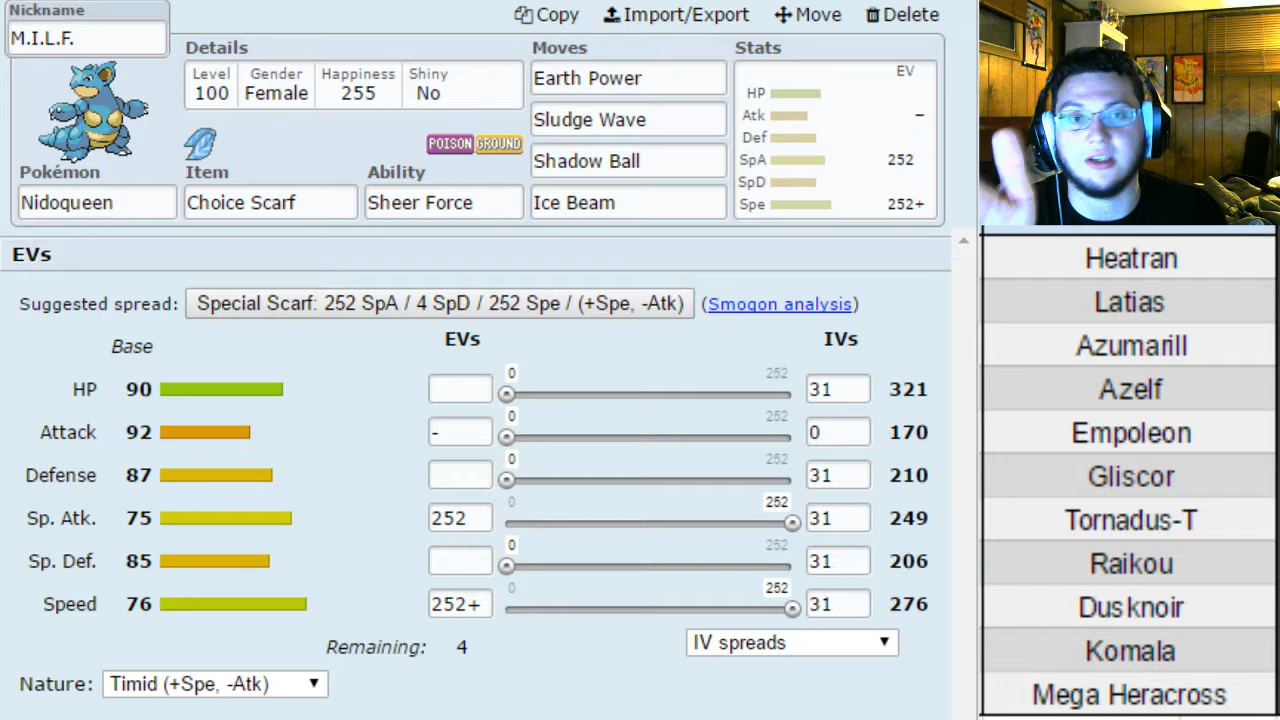 Nickname
M.I.L.F.
Copy Import/Export Move Delete
Details
Level Gender Happiness Shiny
100 Female 255 No
POISON GROUND
Pokémon Item Ability
Nidoqueen Choice Scarf Sheer Force
Moves
Earth Power
Sludge Wave
Shadow Ball
Ice Beam
Stats
EV
HP
Atk -
Def
SpA 252
SpD
Spe 252+
EVs
Suggested spread: Special Scarf: 252 SpA / 4 SpD / 252 Spe / (+Spe, -Atk) (Smogon analysis)
Base EVs IVs
HP 90 0 252 31 321
Attack 92 - 0 252 0 170
Defense 87 0 252 31 210
Sp. Atk. 75 252 0 252 31 249
Sp. Def. 85 0 252 31 206
Speed 76 252+ 0 252 31 276
Remaining: 4 IV spreads
Nature: Timid (+Spe, -Atk)
Heatran
Latias
Azumarill
Azelf
Empoleon
Gliscor
Tornadus-T
Raikou
Dusknoir
Komala
Mega Heracross